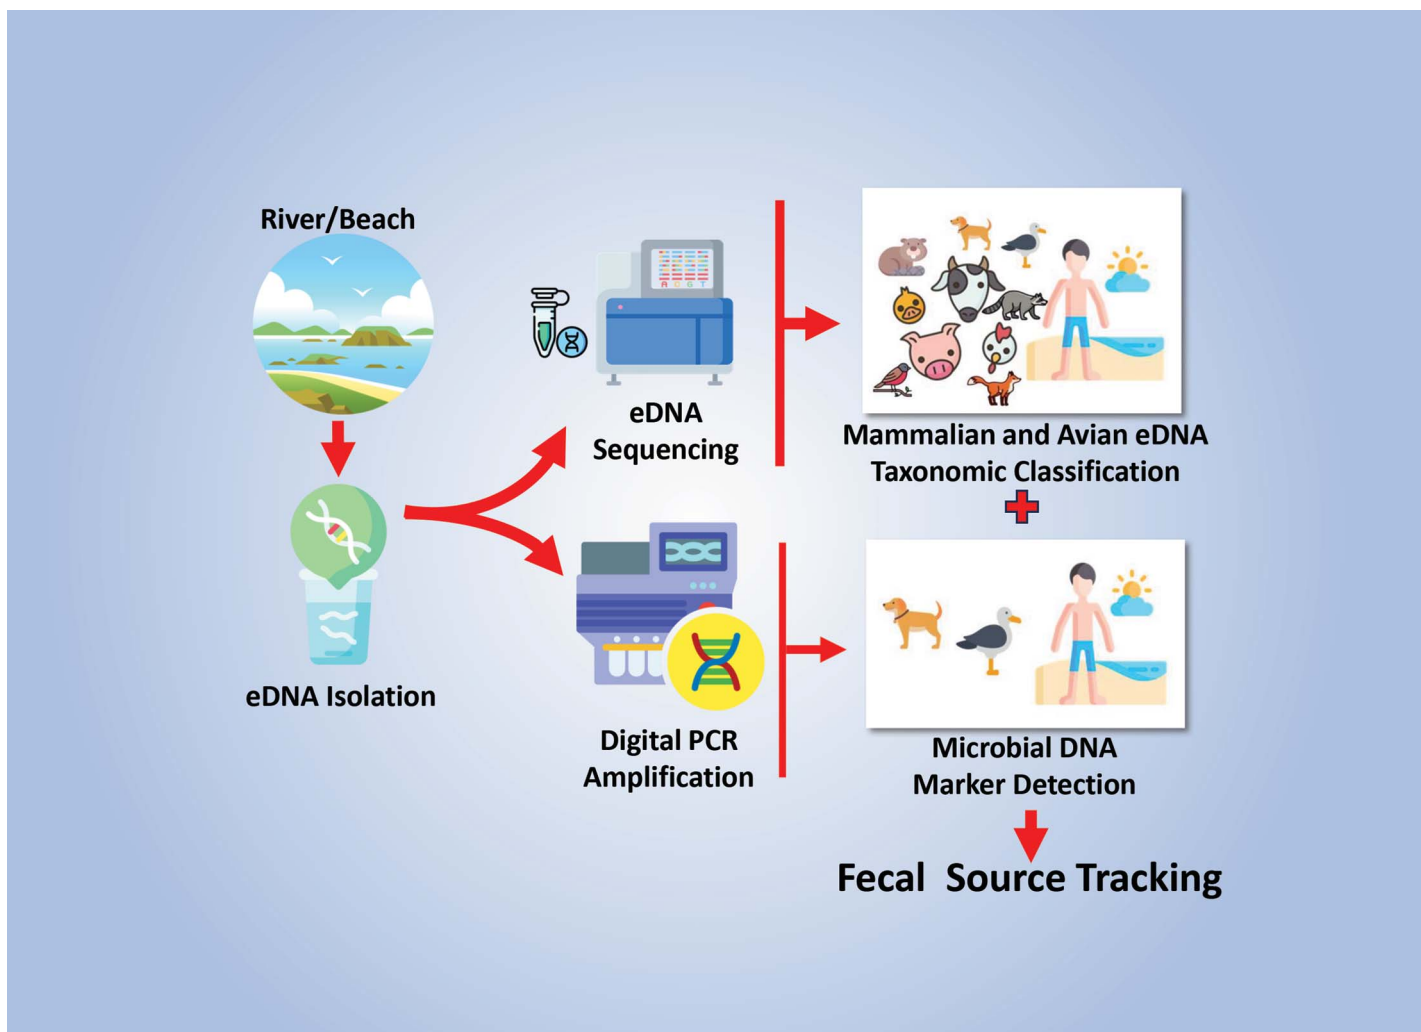 River/Beach
eDNA Isolation
A C G T
eDNA
Sequencing
Digital PCR
Amplification
Mammalian and Avian eDNA
Taxonomic Classification
Microbial DNA
Marker Detection
Fecal Source Tracking